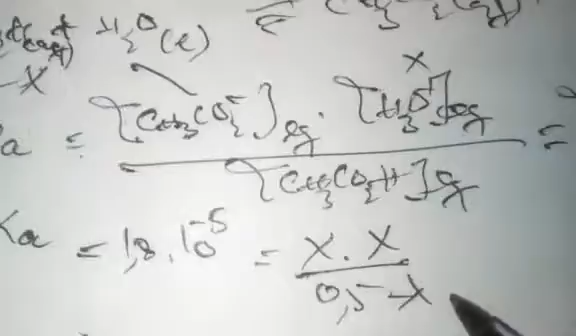 H₂O(ℓ)
-X
X
a = [CH₃CO₂⁻]eq · [H₃O⁺]eq =
[CH₃CO₂H]eq
Ka = 1,8 . 10⁻⁵ = X . X
0,5-X